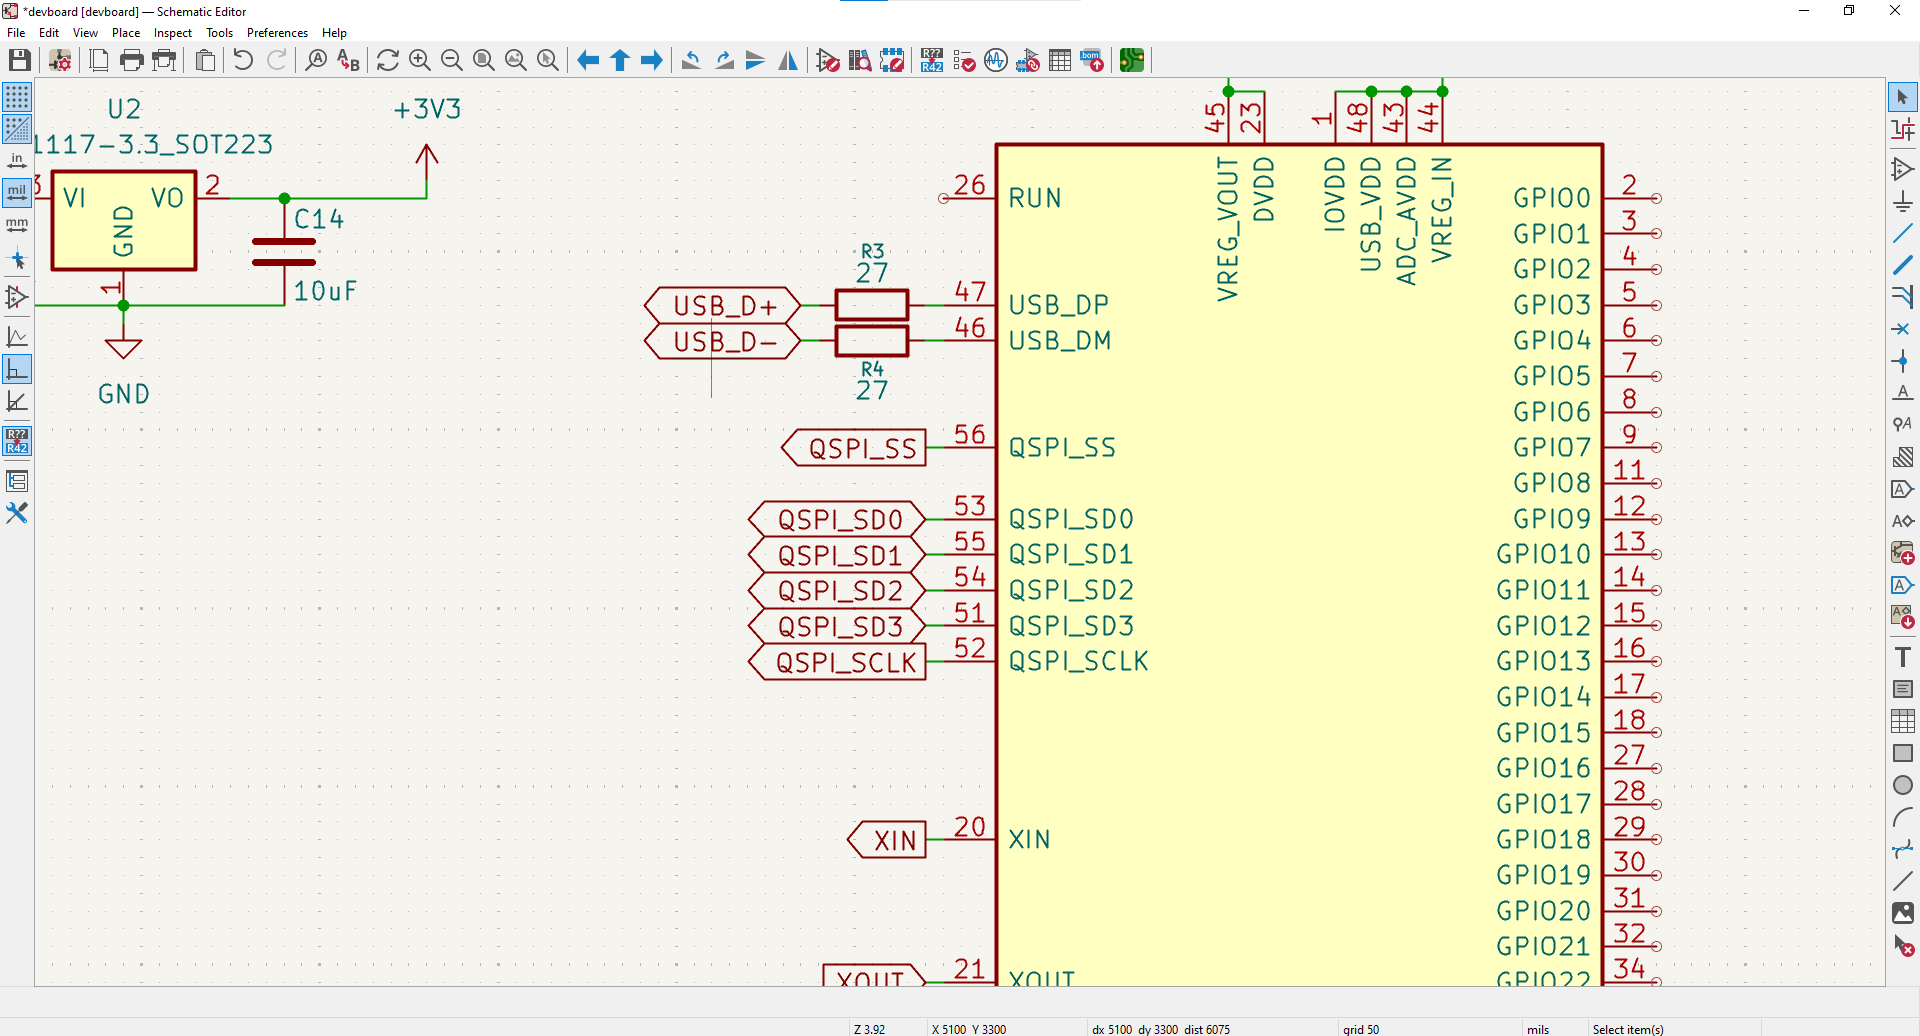 *devboard [devboard] — Schematic Editor
File Edit View Place Inspect Tools Preferences Help
in
mil
mm
R??
R42
U2
1117-3.3_SOT223
3
VI
VO
GND
2
1
GND
+3V3
C14
10uF
R3
27
R4
27
USB_D+
USB_D-
QSPI_SS
QSPI_SD0
QSPI_SD1
QSPI_SD2
QSPI_SD3
QSPI_SCLK
XIN
XOUT
45 23 1 48 43 44
VREG_VOUT
DVDD
IOVDD
USB_VDD
ADC_AVDD
VREG_IN
26 RUN
47 USB_DP
46 USB_DM
56 QSPI_SS
53 QSPI_SD0
55 QSPI_SD1
54 QSPI_SD2
51 QSPI_SD3
52 QSPI_SCLK
20 XIN
21 XOUT
GPIO0 2
GPIO1 3
GPIO2 4
GPIO3 5
GPIO4 6
GPIO5 7
GPIO6 8
GPIO7 9
GPIO8 11
GPIO9 12
GPIO10 13
GPIO11 14
GPIO12 15
GPIO13 16
GPIO14 17
GPIO15 18
GPIO16 27
GPIO17 28
GPIO18 29
GPIO19 30
GPIO20 31
GPIO21 32
GPIO22 34
Z 3.92 X 5100 Y 3300 dx 5100 dy 3300 dist 6075 grid 50 mils Select item(s)